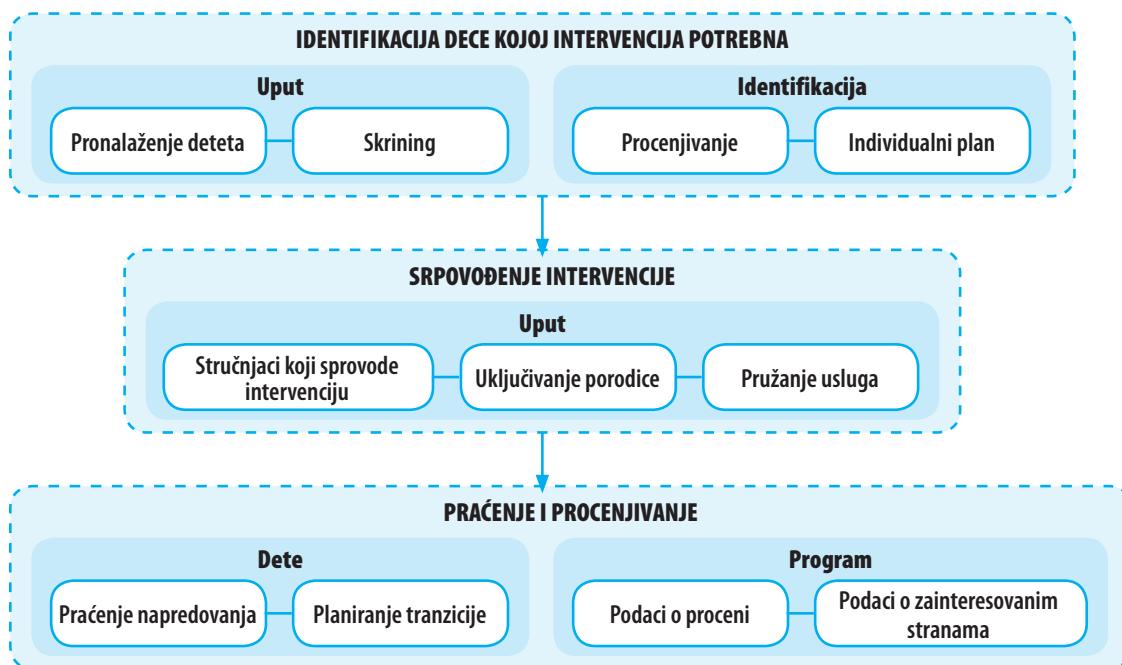 IDENTIFIKACIJA DECE KOJOJ INTERVENCIJA POTREBNA
Uput
Pronalaženje deteta
Skrining
Identifikacija
Procenjivanje
Individualni plan
SRPOVOĐENJE INTERVENCIJE
Uput
Stručnjaci koji sprovode
intervenciju
Uključivanje porodice
Pružanje usluga
PRAĆENJE I PROCENJIVANJE
Dete
Praćenje napredovanja
Planiranje tranzicije
Program
Podaci o proceni
Podaci o zainteresovanim
stranama